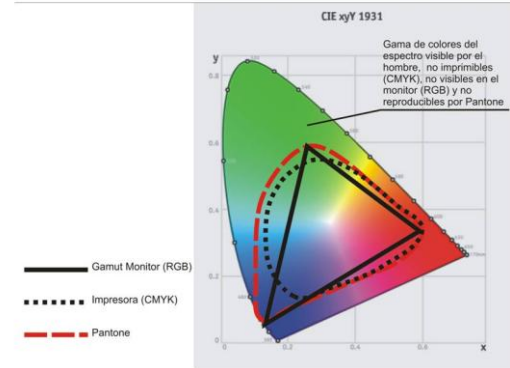 CIE xyY 1931
Gama de colores del
espectro visible por el
hombre, no imprimibles
(CMYK), no visibles en el
monitor (RGB) y no
reproducibles por Pantone
y
0.8
0.6
0.4
0.2
0
0.2
0.4
0.6
x
Gamut Monitor (RGB)
Impresora (CMYK)
Pantone